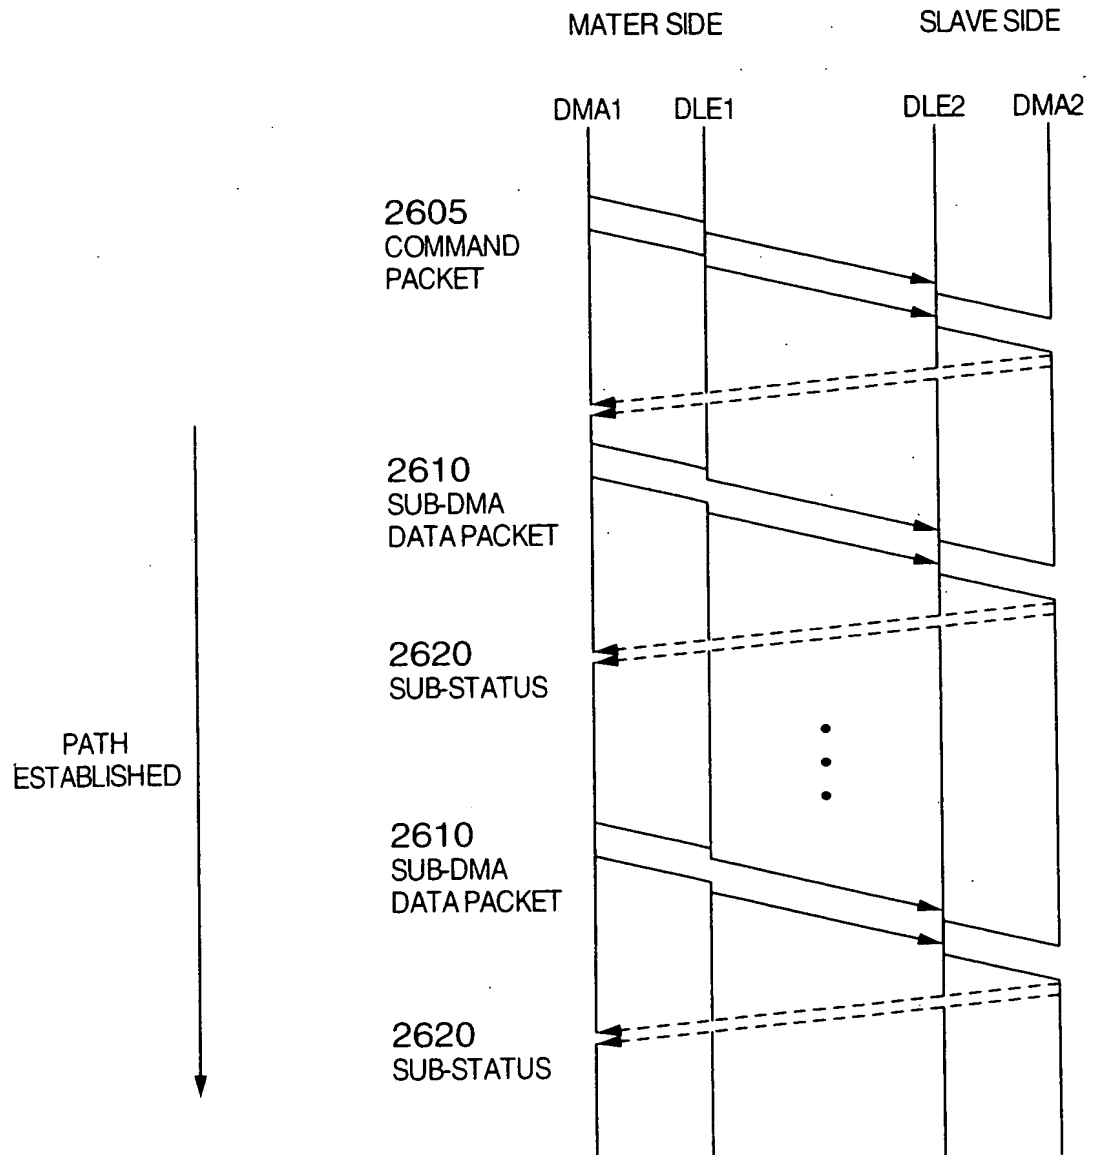 MATER SIDE
SLAVE SIDE
DMA1
DLE1
DLE2
DMA2
2605
COMMAND
PACKET
2610
SUB-DMA
DATA PACKET
2620
SUB-STATUS
PATH
ESTABLISHED
2610
SUB-DMA
DATA PACKET
2620
SUB-STATUS